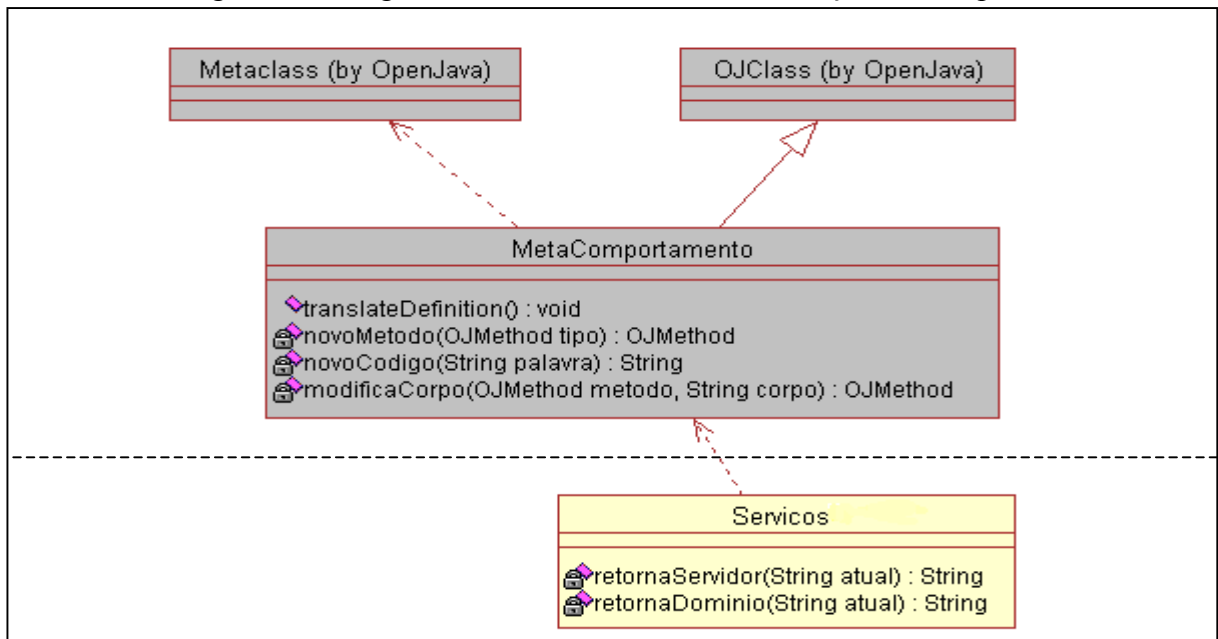 Metaclass (by OpenJava)
OJClass (by OpenJava)
MetaComportamento
translateDefinition() : void
novoMetodo(OJMethod tipo) : OJMethod
novoCodigo(String palavra) : String
modificaCorpo(OJMethod metodo, String corpo) : OJMethod
Servicos
retornaServidor(String atual) : String
retornaDominio(String atual) : String